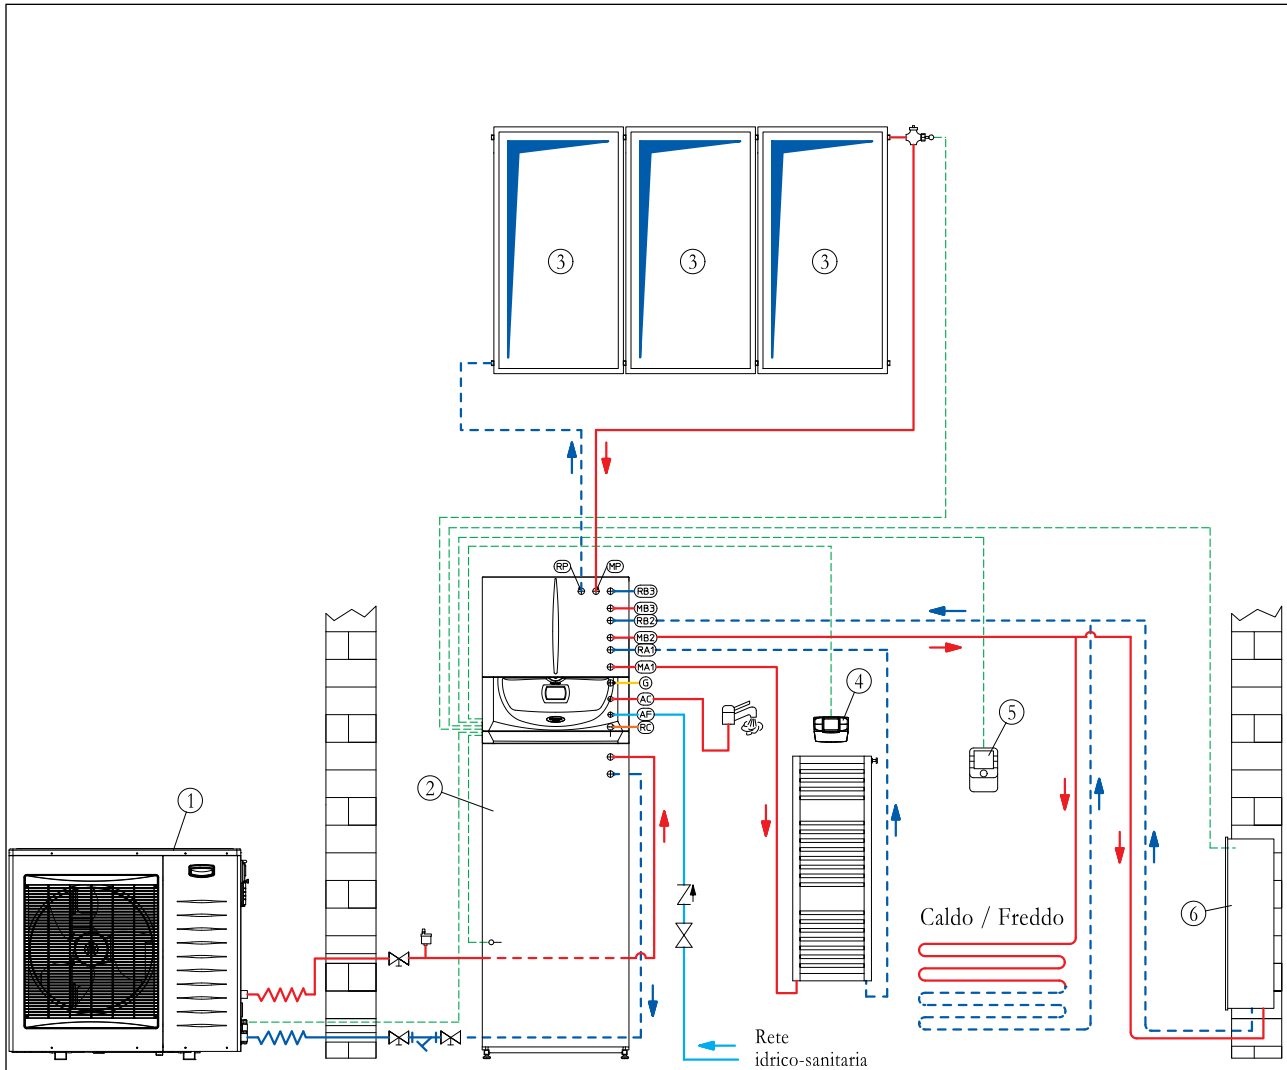 3
3
3
RP
MP
RB3
MB3
RB2
MB2
RA1
MA1
G
AC
AF
RC
4
5
1
2
6
Caldo / Freddo
Rete
idrico-sanitaria